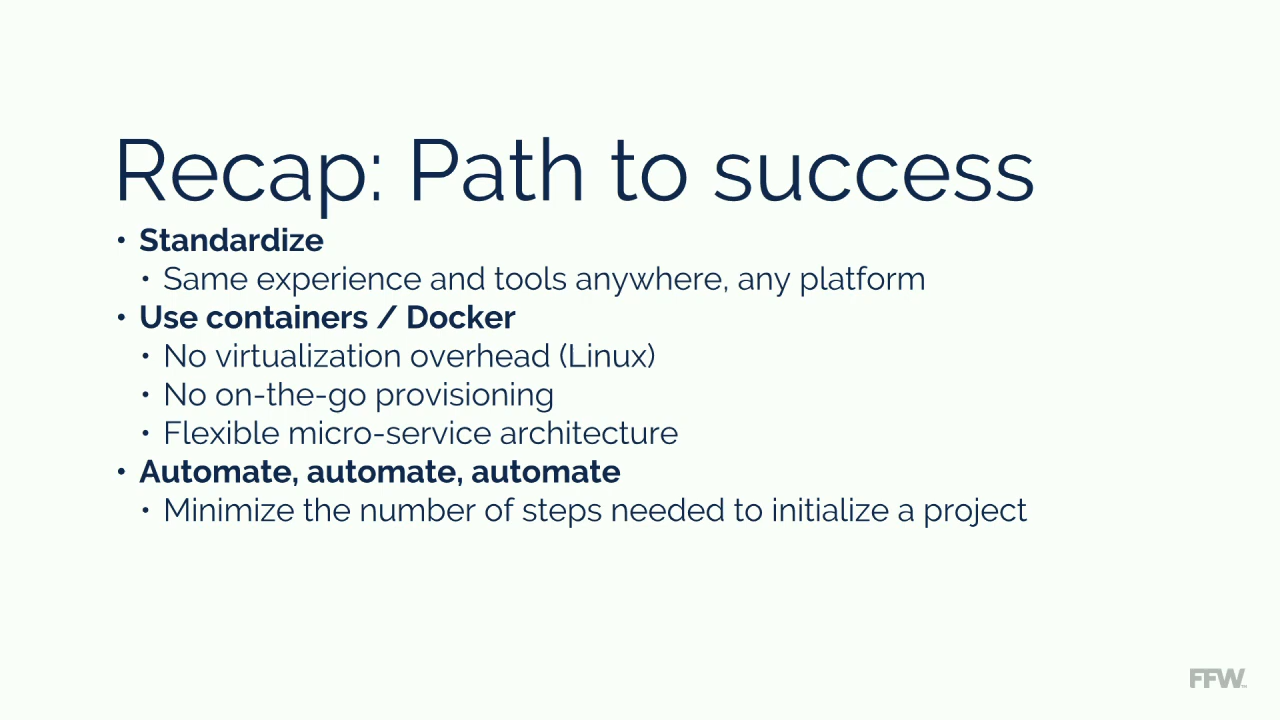 Recap: Path to success
• Standardize
• Same experience and tools anywhere, any platform
• Use containers / Docker
• No virtualization overhead (Linux)
• No on-the-go provisioning
• Flexible micro-service architecture
• Automate, automate, automate
• Minimize the number of steps needed to initialize a project
FFW